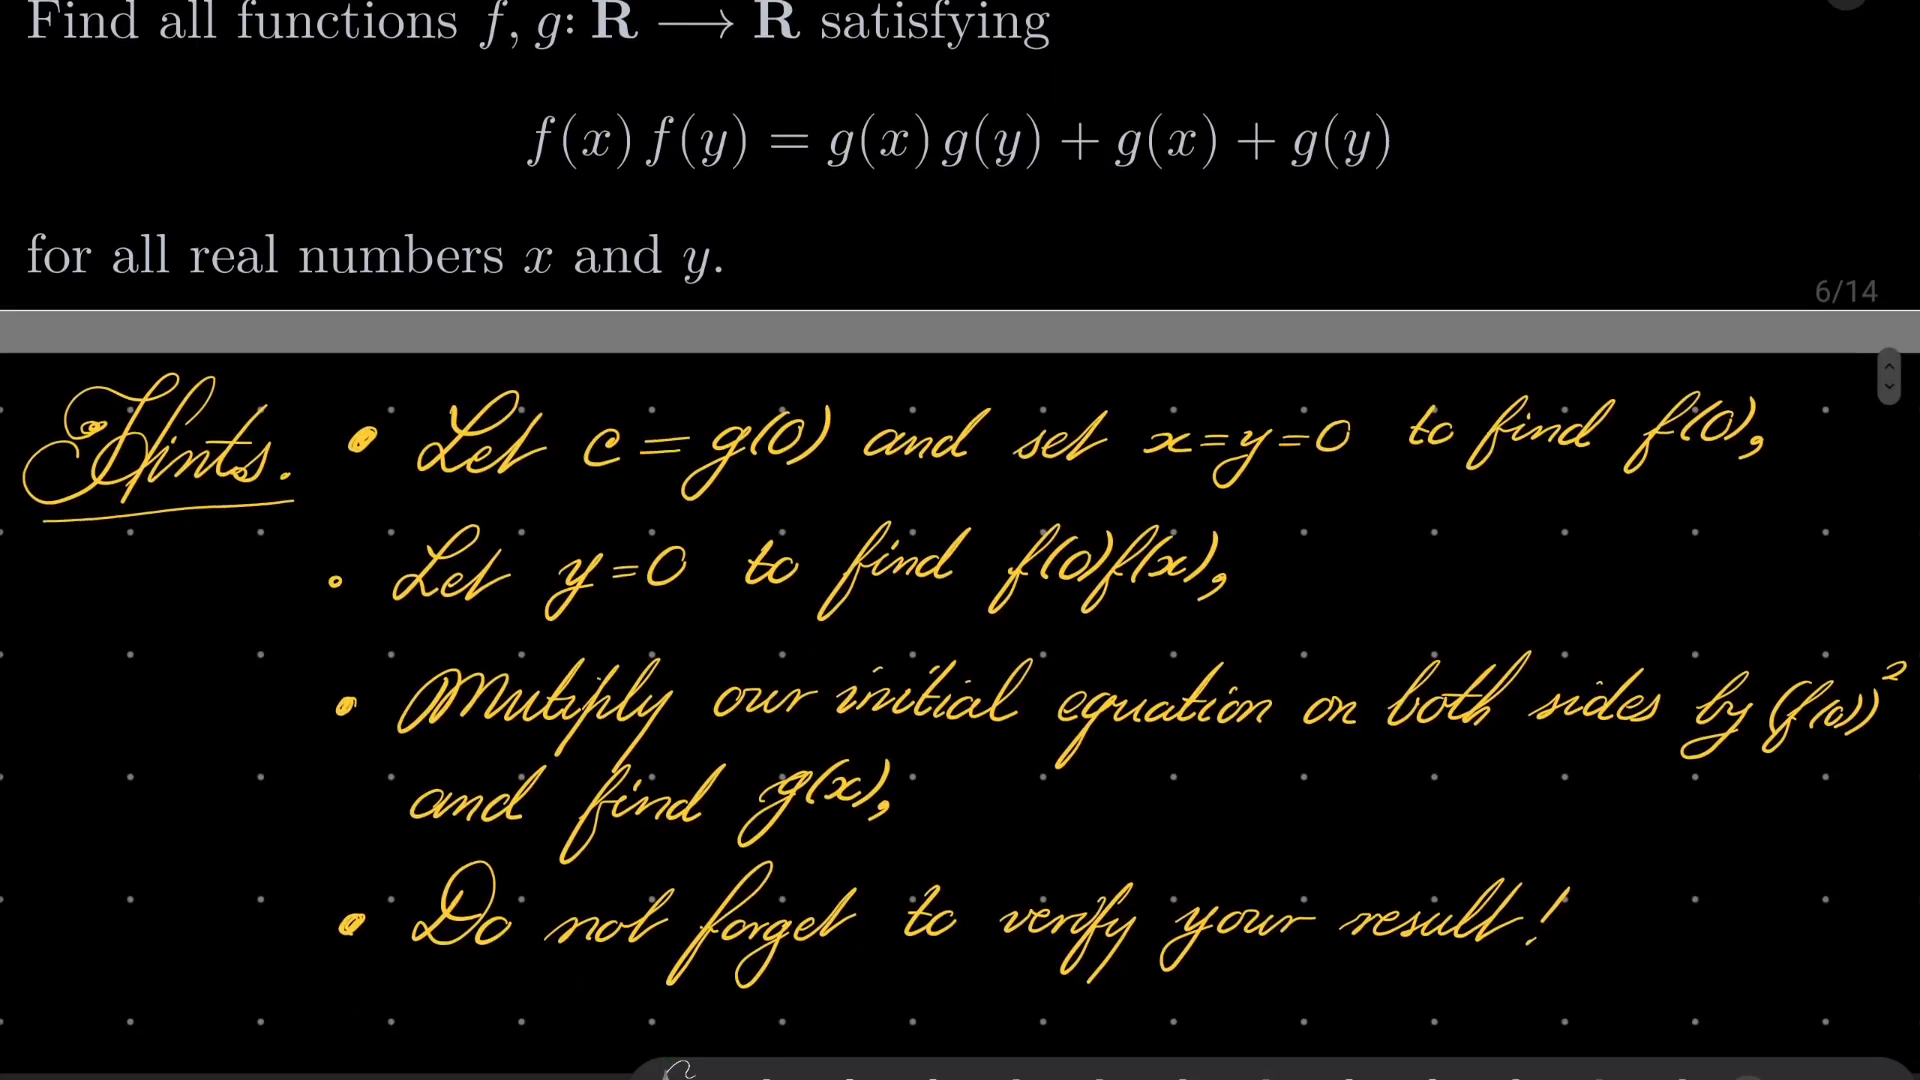 Find all functions f, g: R ⟶ R satisfying
f(x) f(y) = g(x) g(y) + g(x) + g(y)
for all real numbers x and y.
6/14
Hints. • Let c = g(0) and set x=y=0 to find f(0),
• Let y=0 to find f(0)f(x),
• Mutiply our initial equation on both sides by (f(0))²
and find g(x),
• Do not forget to verify your result!